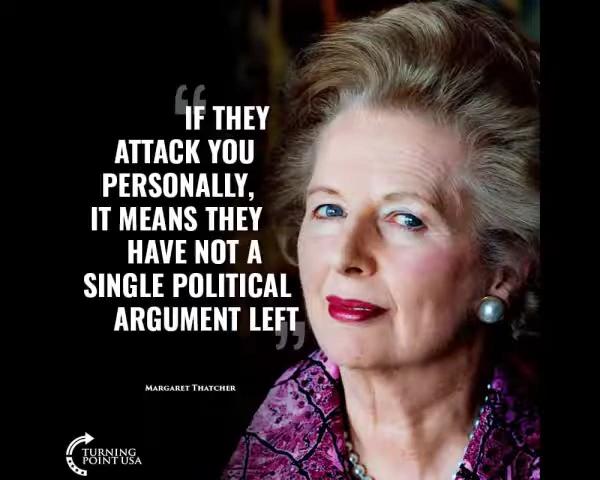 “IF THEY
ATTACK YOU
PERSONALLY,
IT MEANS THEY
HAVE NOT A
SINGLE POLITICAL
ARGUMENT LEFT”
MARGARET THATCHER
TURNING
POINT USA